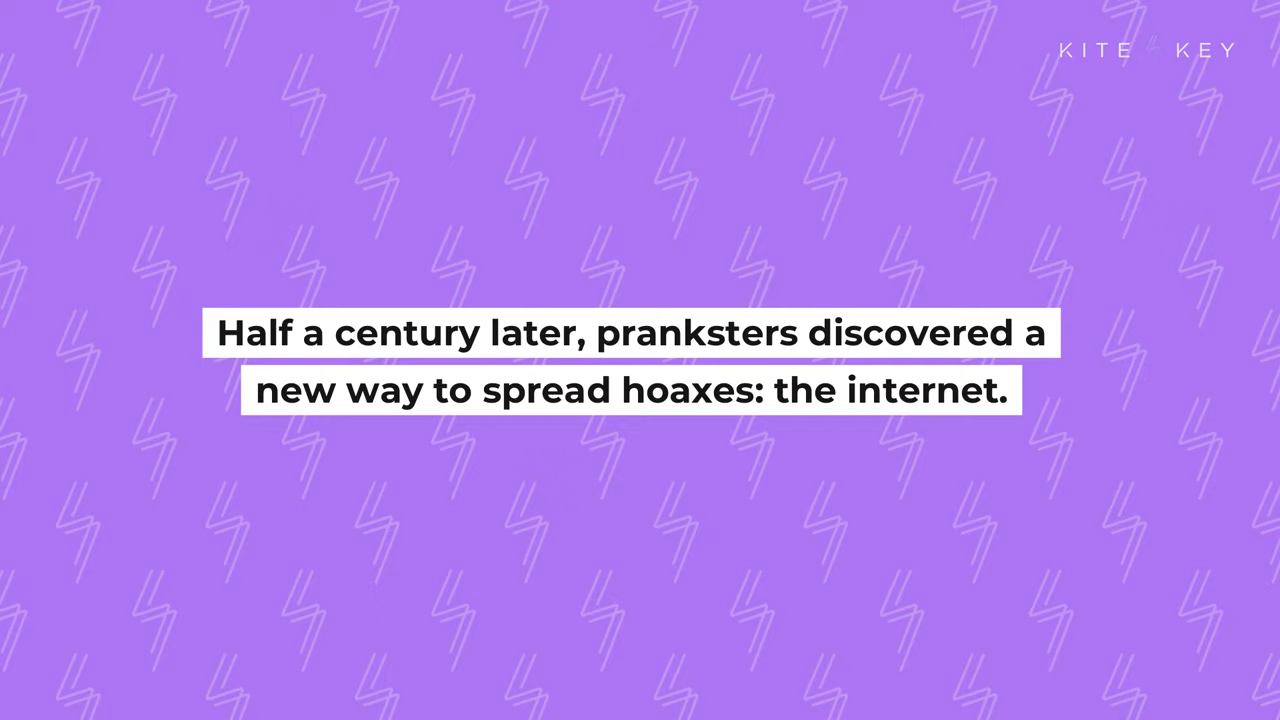 KITE KEY
Half a century later, pranksters discovered a
new way to spread hoaxes: the internet.